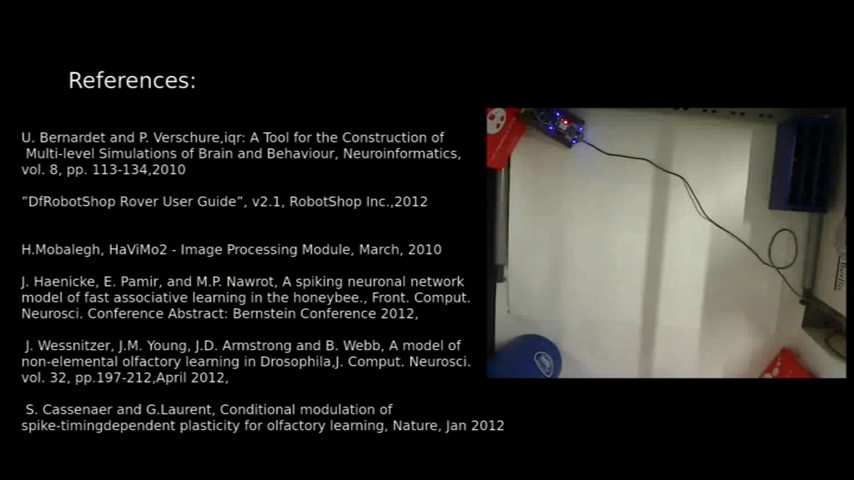 References:
U. Bernardet and P. Verschure,iqr: A Tool for the Construction of
Multi-level Simulations of Brain and Behaviour, Neuroinformatics,
vol. 8, pp. 113-134,2010
”DfRobotShop Rover User Guide”, v2.1, RobotShop Inc.,2012
H.Mobalegh, HaViMo2 - Image Processing Module, March, 2010
J. Haenicke, E. Pamir, and M.P. Nawrot, A spiking neuronal network
model of fast associative learning in the honeybee., Front. Comput.
Neurosci. Conference Abstract: Bernstein Conference 2012,
J. Wessnitzer, J.M. Young, J.D. Armstrong and B. Webb, A model of
non-elemental olfactory learning in Drosophila,J. Comput. Neurosci.
vol. 32, pp.197-212,April 2012,
S. Cassenaer and G.Laurent, Conditional modulation of
spike-timingdependent plasticity for olfactory learning, Nature, Jan 2012